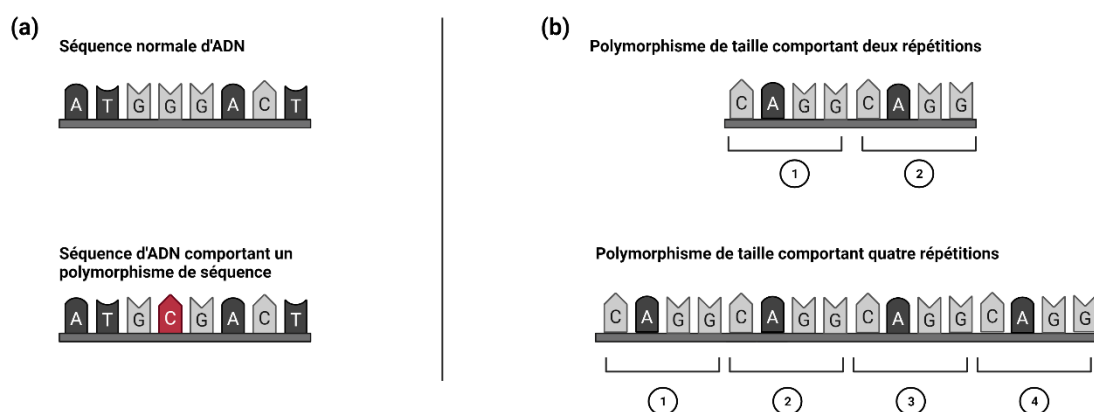 (a)
Séquence normale d'ADN
A T G G G A C T
Séquence d'ADN comportant un
polymorphisme de séquence
A T G C G A C T
(b)
Polymorphisme de taille comportant deux répétitions
C A G G C A G G
1 2
Polymorphisme de taille comportant quatre répétitions
C A G G C A G G C A G G C A G G
1 2 3 4